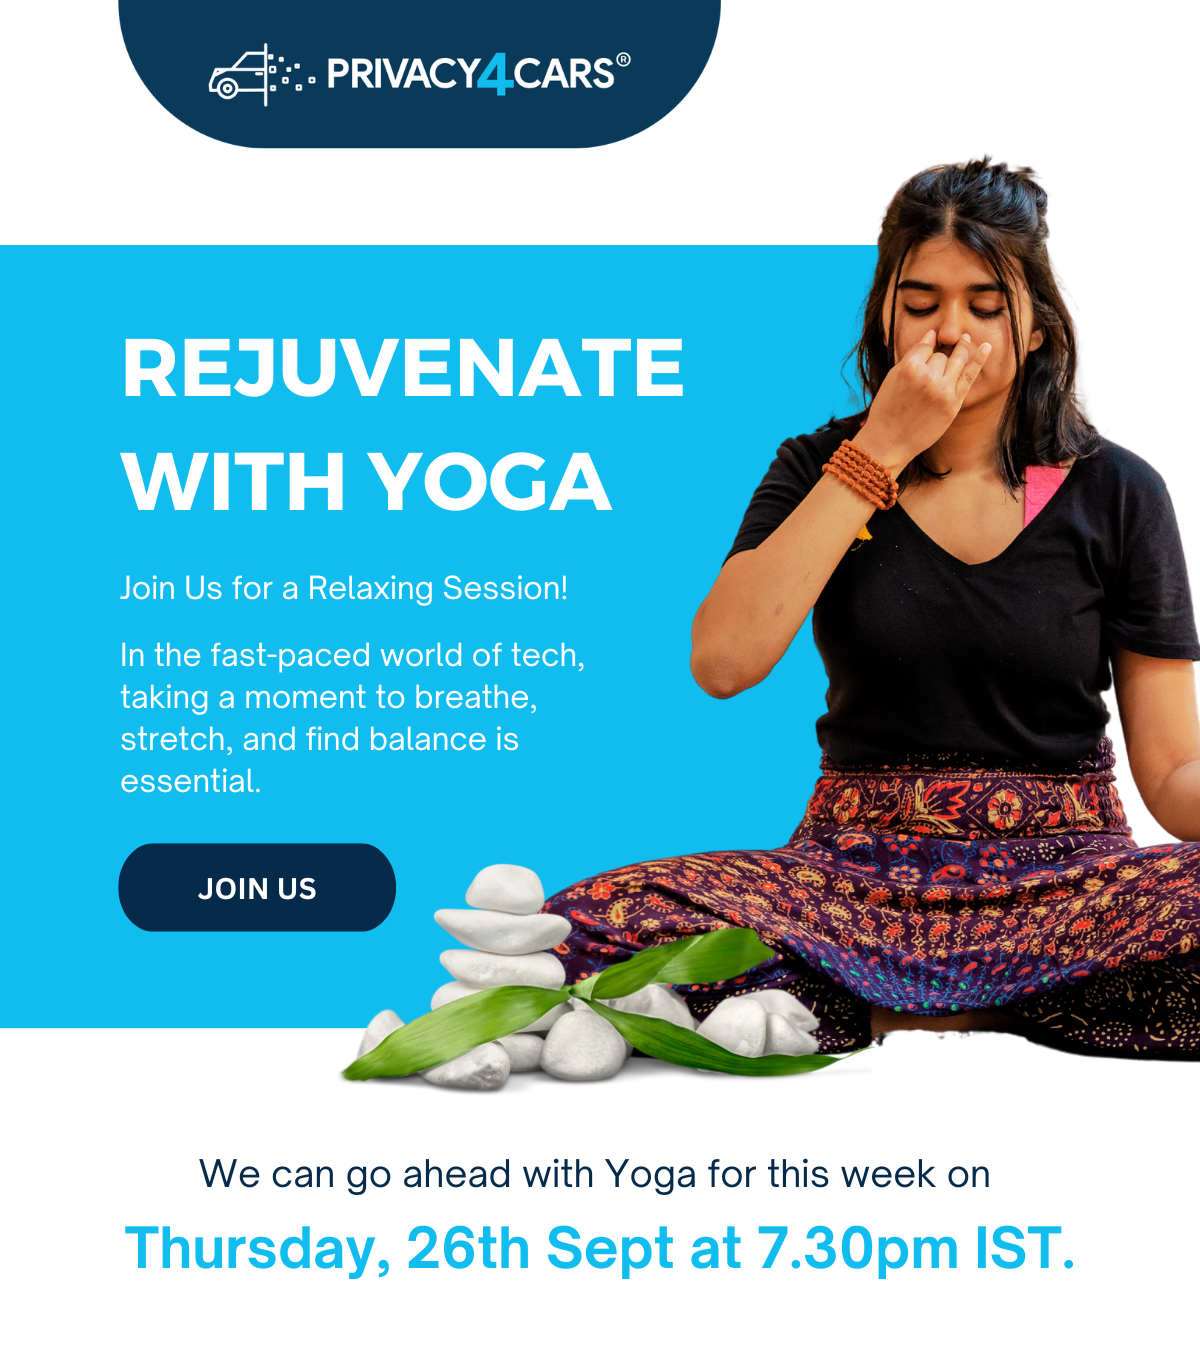 PRIVACY4CARS®
REJUVENATE
WITH YOGA
Join Us for a Relaxing Session!
In the fast-paced world of tech,
taking a moment to breathe,
stretch, and find balance is
essential.
JOIN US
We can go ahead with Yoga for this week on
Thursday, 26th Sept at 7.30pm IST.